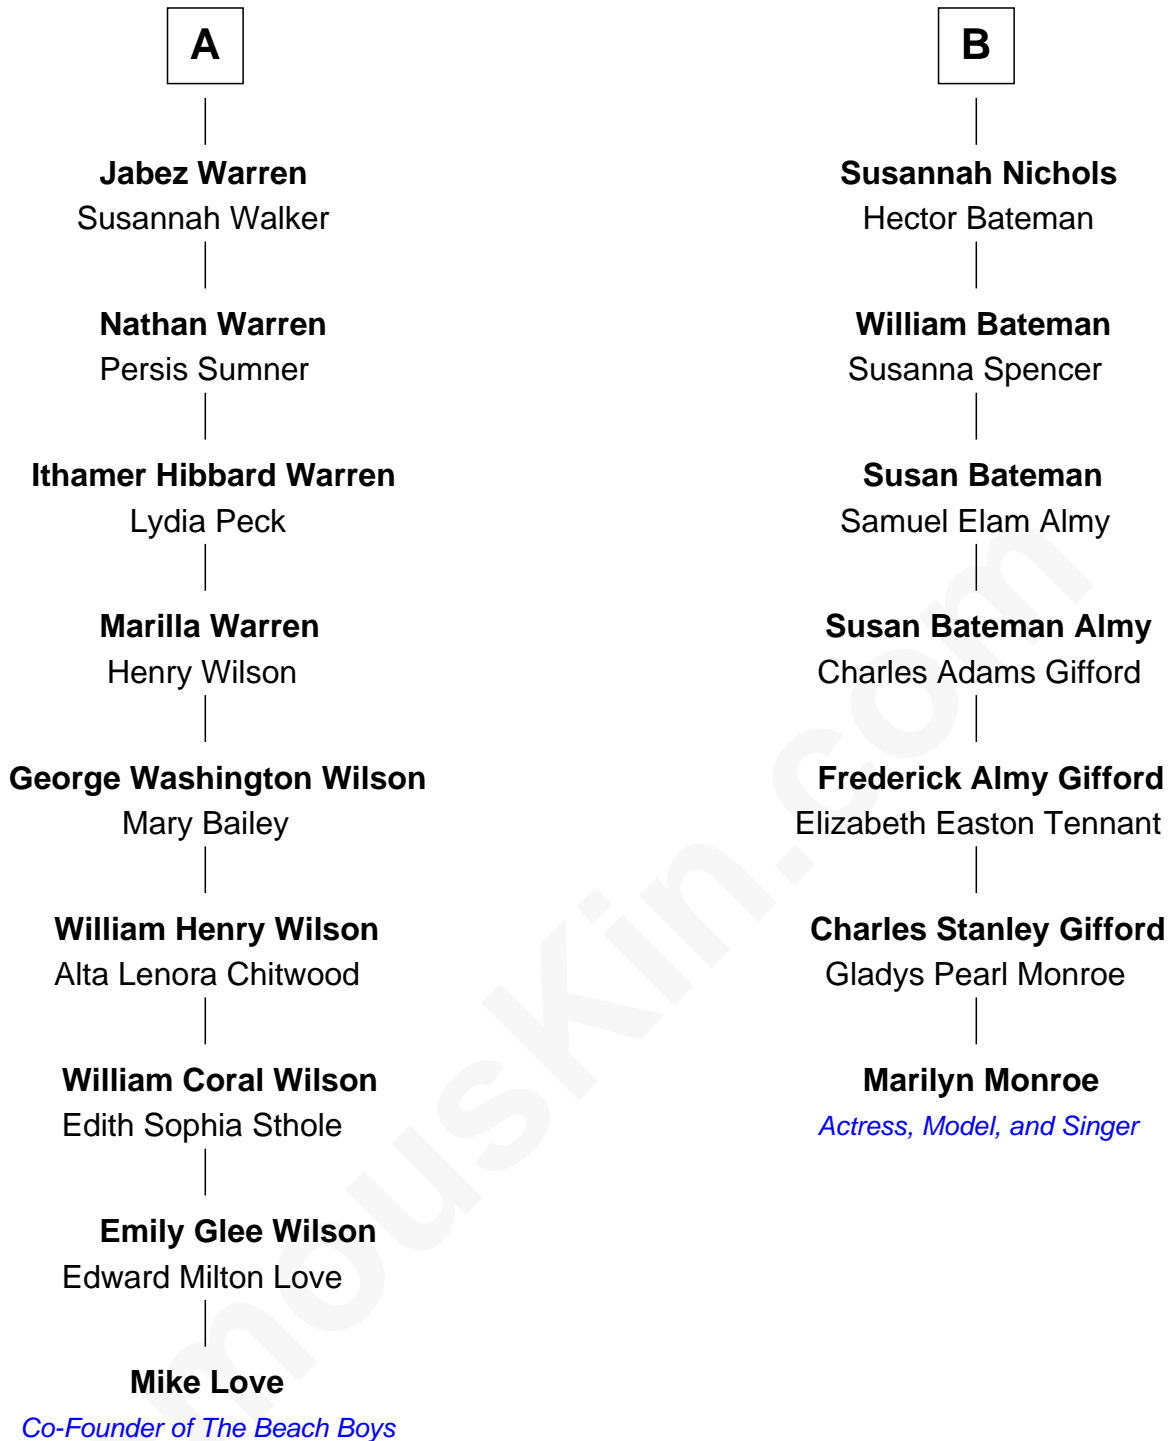 A
Jabez Warren
Susannah Walker
Nathan Warren
Persis Sumner
Ithamer Hibbard Warren
Lydia Peck
Marilla Warren
Henry Wilson
George Washington Wilson
Mary Bailey
William Henry Wilson
Alta Lenora Chitwood
William Coral Wilson
Edith Sophia Sthole
Emily Glee Wilson
Edward Milton Love
Mike Love
Co-Founder of The Beach Boys
B
Susannah Nichols
Hector Bateman
William Bateman
Susanna Spencer
Susan Bateman
Samuel Elam Almy
Susan Bateman Almy
Charles Adams Gifford
Frederick Almy Gifford
Elizabeth Easton Tennant
Charles Stanley Gifford
Gladys Pearl Monroe
Marilyn Monroe
Actress, Model, and Singer
mousKin.com